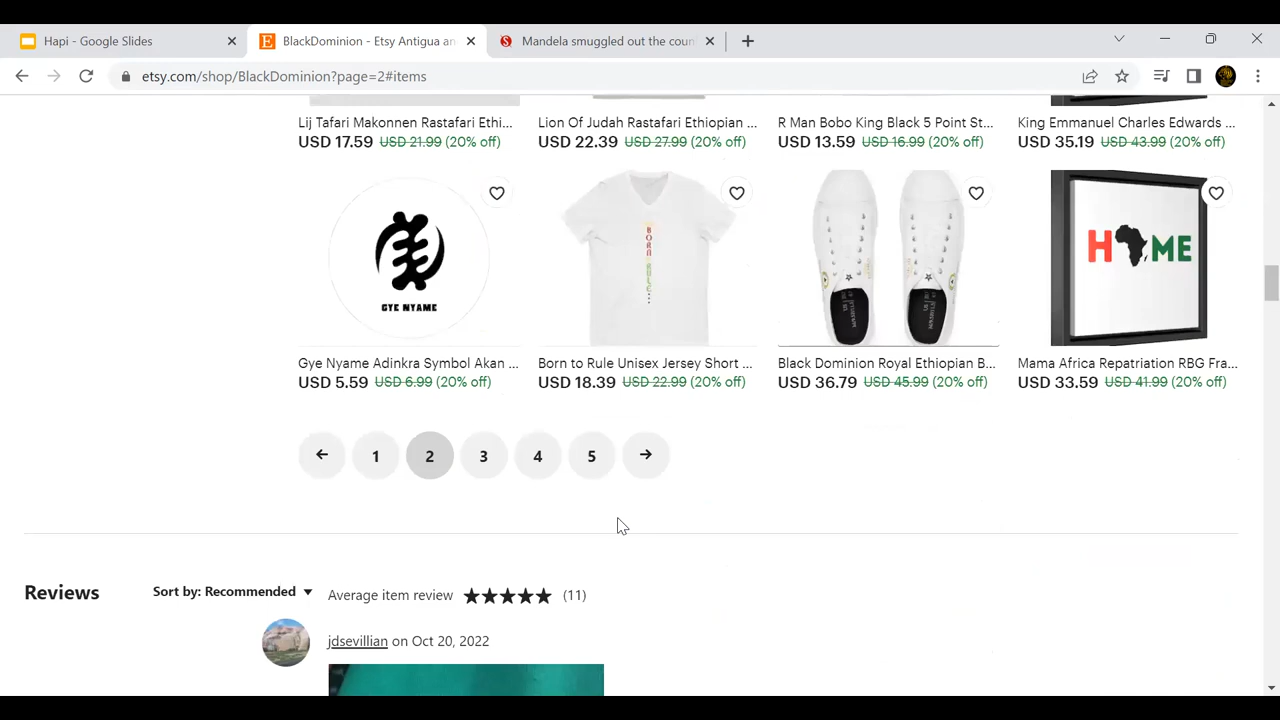 Hapi - Google Slides
BlackDominion - Etsy Antigua an
Mandela smuggled out the coun
etsy.com/shop/BlackDominion?page=2#items
Lij Tafari Makonnen Rastafari Ethi...
USD 17.59 USD 21.99 (20% off)
Lion Of Judah Rastafari Ethiopian ...
USD 22.39 USD 27.99 (20% off)
R Man Bobo King Black 5 Point St...
USD 13.59 USD 16.99 (20% off)
King Emmanuel Charles Edwards ...
USD 35.19 USD 43.99 (20% off)
GYE NYAME
BORN
RULE
H ME
Gye Nyame Adinkra Symbol Akan ...
USD 5.59 USD 6.99 (20% off)
Born to Rule Unisex Jersey Short ...
USD 18.39 USD 22.99 (20% off)
Black Dominion Royal Ethiopian B...
USD 36.79 USD 45.99 (20% off)
Mama Africa Repatriation RBG Fra...
USD 33.59 USD 41.99 (20% off)
1 2 3 4 5
Reviews
Sort by: Recommended
Average item review (11)
jdsevillian on Oct 20, 2022